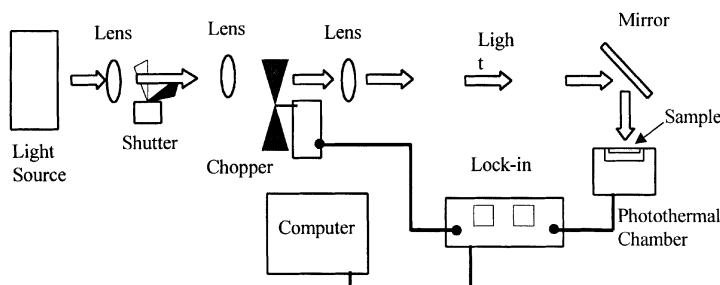 Lens
Shutter
Light
Source
Lens
Chopper
Lens
Ligh
t
Mirror
Sample
Photothermal
Chamber
Lock-in
Computer